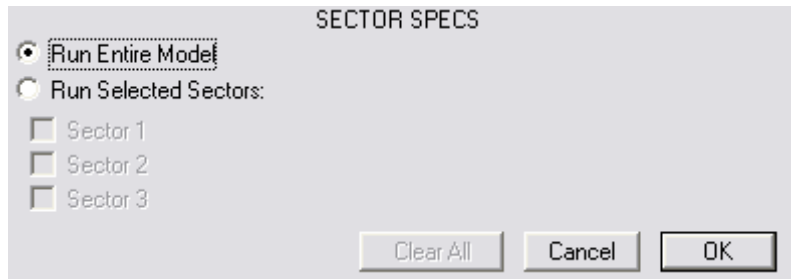 SECTOR SPECS
Run Entire Model
Run Selected Sectors:
Sector 1
Sector 2
Sector 3
Clear All Cancel OK